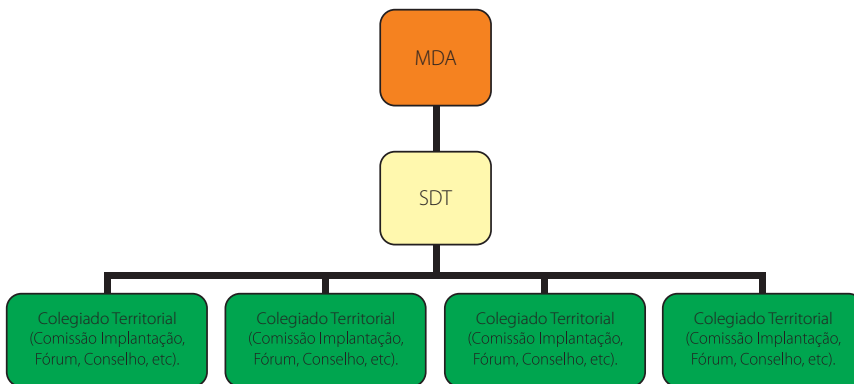 MDA
SDT
Colegiado Territorial
(Comissão Implantação,
Fórum, Conselho, etc).
Colegiado Territorial
(Comissão Implantação,
Fórum, Conselho, etc).
Colegiado Territorial
(Comissão Implantação,
Fórum, Conselho, etc).
Colegiado Territorial
(Comissão Implantação,
Fórum, Conselho, etc).